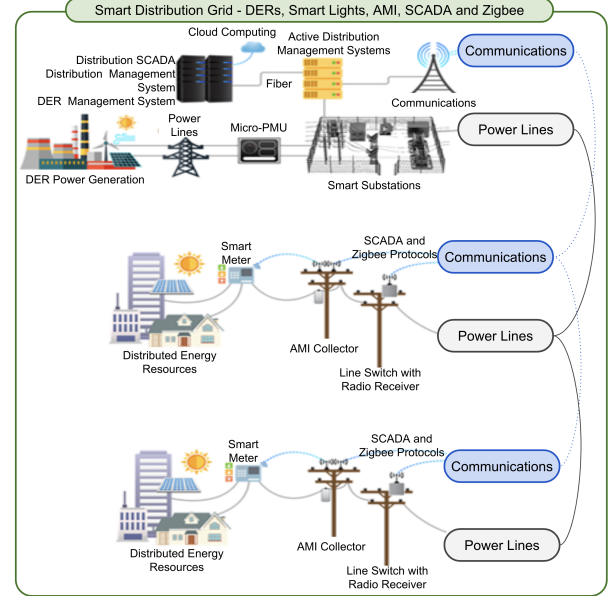 Smart Distribution Grid - DERs, Smart Lights, AMI, SCADA and Zigbee
Cloud Computing
Active Distribution
Management Systems
Communications
Distribution SCADA
Distribution Management
System
DER Management System
Fiber
Communications
Power
Lines
Micro-PMU
Power Lines
DER Power Generation
Smart Substations
Smart
Meter
SCADA and
Zigbee Protocols
Communications
Power Lines
AMI Collector
Distributed Energy
Resources
Line Switch with
Radio Receiver
Smart
Meter
SCADA and
Zigbee Protocols
Communications
Power Lines
AMI Collector
Distributed Energy
Resources
Line Switch with
Radio Receiver